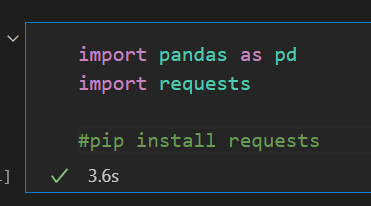 import pandas as pd
import requests
#pip install requests
] 3.6s